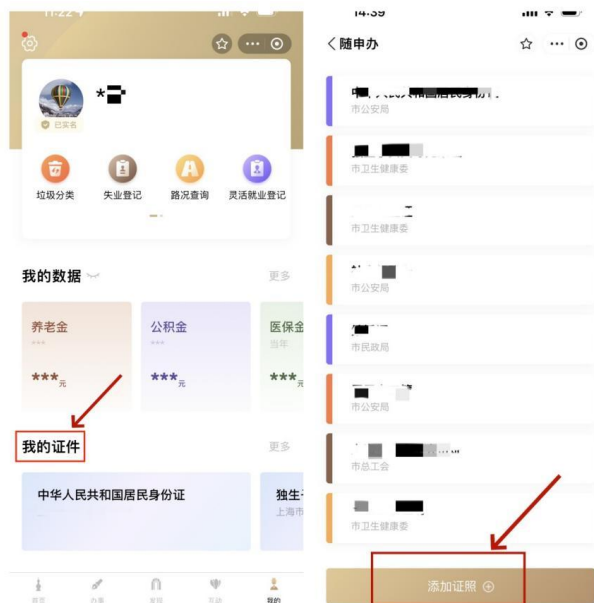 已实名
垃圾分类
失业登记
路况查询
灵活就业登记
我的数据
更多
养老金
公积金
医保金
***
***
当年
***元
***元
***元
我的证件
更多
中华人民共和国居民身份证
独生
上海市
首页
办事
发现
互动
我的
14:39
随申办
市公安局
市卫生健康委
市卫生健康委
市公安局
市民政局
市公安局
市总工会
市卫生健康委
添加证照